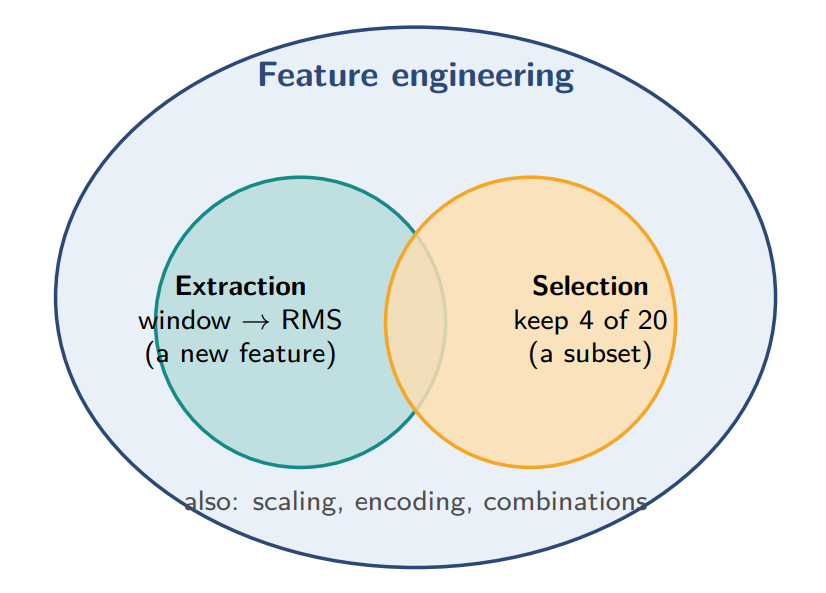 Feature engineering
Extraction
window → RMS
(a new feature)
Selection
keep 4 of 20
(a subset)
also: scaling, encoding, combinations